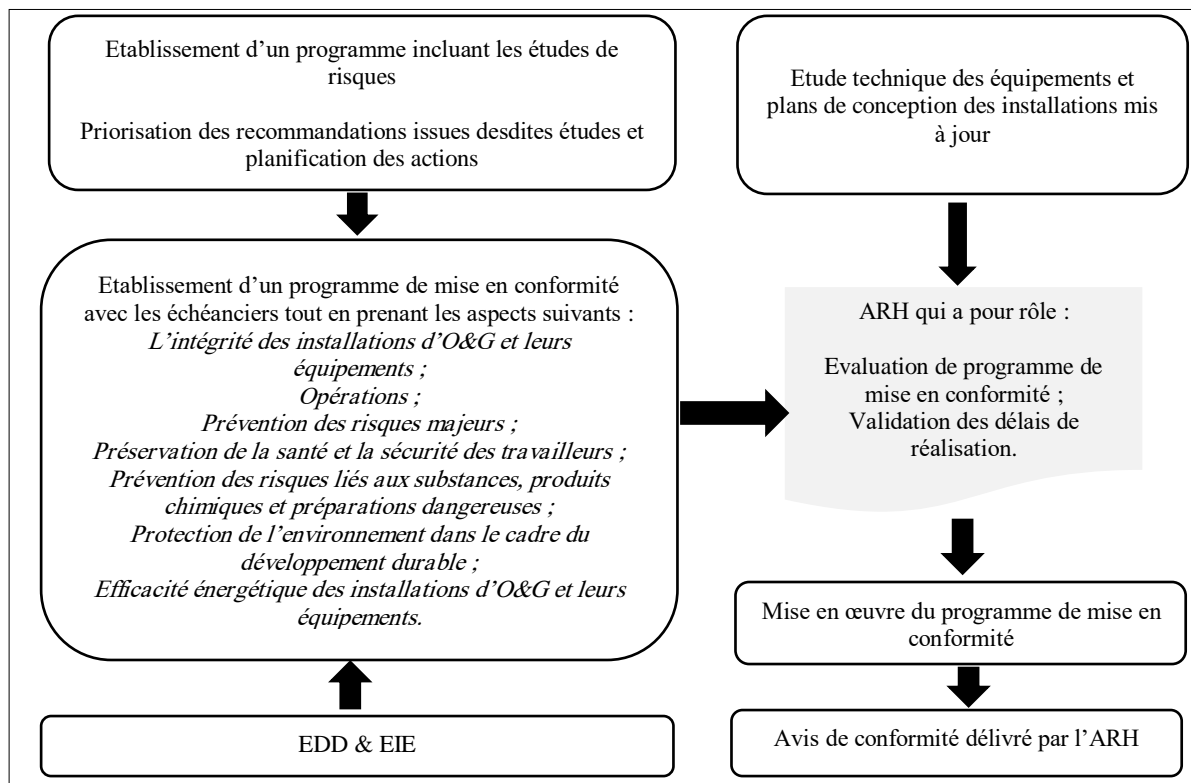 Etablissement d'un programme incluant les études de
risques
Priorisation des recommandations issues desdites études et
planification des actions
Etude technique des équipements et
plans de conception des installations mis
à jour
Etablissement d'un programme de mise en conformité
avec les échéanciers tout en prenant les aspects suivants :
L'intégrité des installations d'O&G et leurs
équipements ;
Opérations ;
Prévention des risques majeurs ;
Préservation de la santé et la sécurité des travailleurs ;
Prévention des risques liés aux substances, produits
chimiques et préparations dangereuses ;
Protection de l'environnement dans le cadre du
développement durable ;
Efficacité énergétique des installations d'O&G et leurs
équipements.
ARH qui a pour rôle :
Evaluation de programme de
mise en conformité ;
Validation des délais de
réalisation.
Mise en œuvre du programme de mise en
conformité
EDD & EIE
Avis de conformité délivré par l'ARH